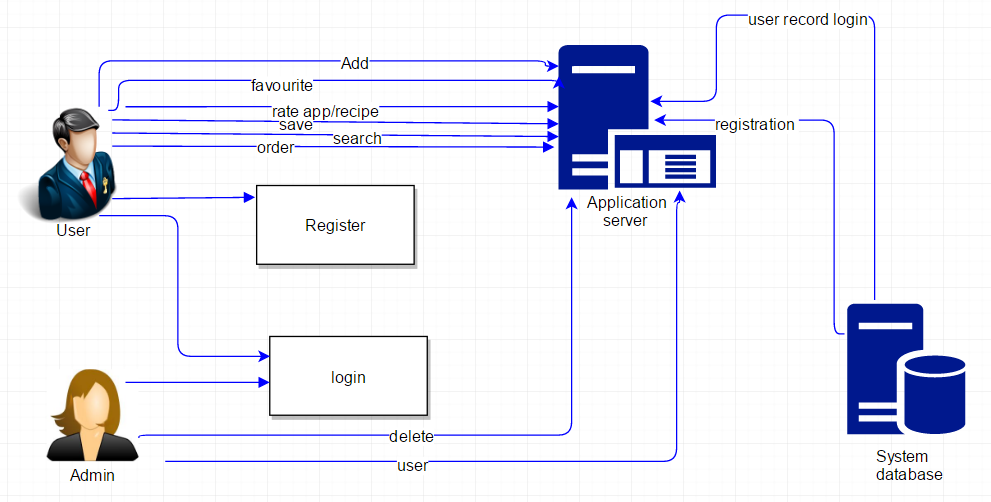 user record login
Add
favourite
rate app/recipe
save
registration
search
order
Application
server
Register
User
login
delete
user
System
database
Admin